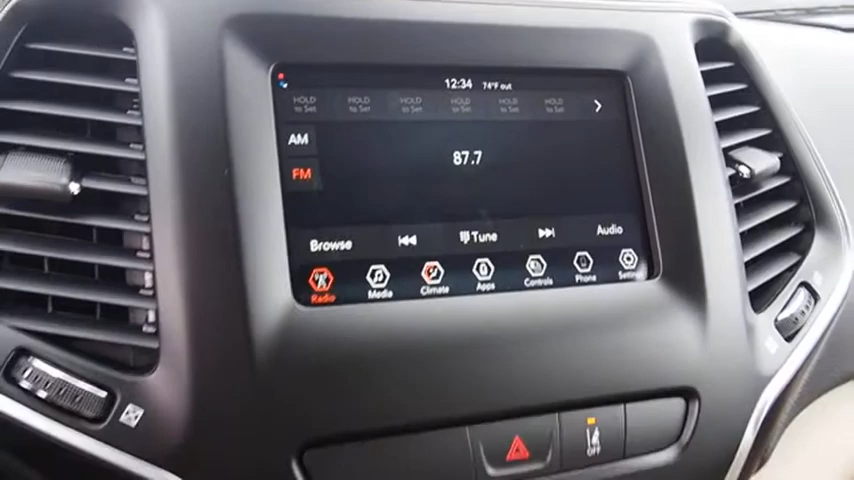 12:34 74°F out
HOLD to Set HOLD to Set HOLD to Set HOLD to Set HOLD to Set HOLD to Set
AM
87.7
FM
Browse Tune Audio
Radio Media Climate Apps Controls Phone Settings
OFF